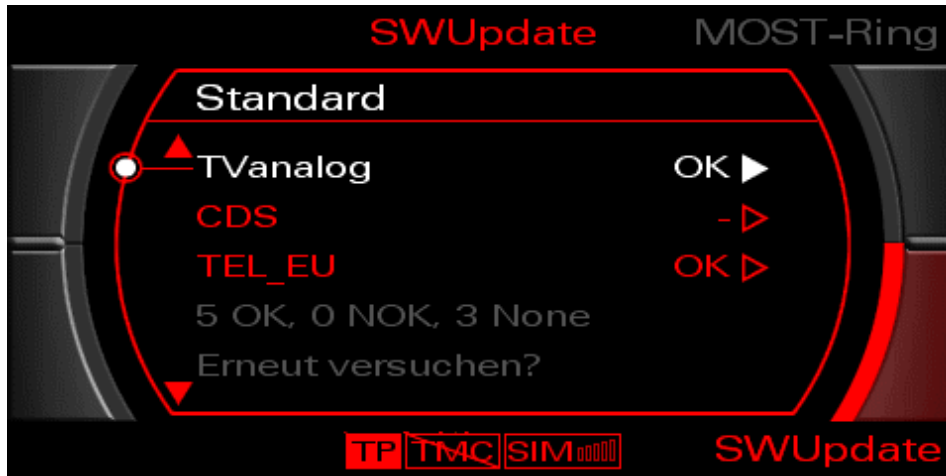 SWUpdate MOST-Ring
Standard
TVanalog OK
CDS -
TEL_EU OK
5 OK, 0 NOK, 3 None
Erneut versuchen?
TP TMC SIM SWUpdate